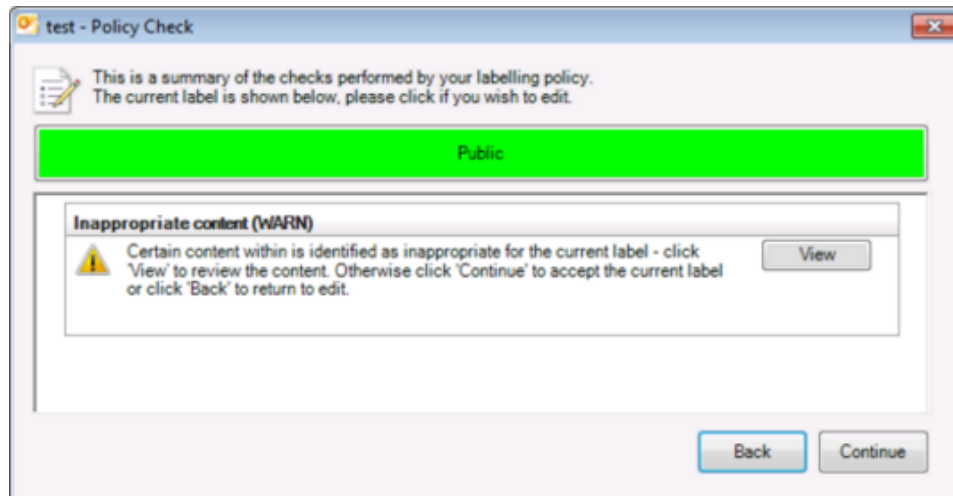 test - Policy Check
This is a summary of the checks performed by your labelling policy.
The current label is shown below, please click if you wish to edit.
Public
Inappropriate content (WARN)
Certain content within is identified as inappropriate for the current label - click
'View' to review the content. Otherwise click 'Continue' to accept the current label
or click 'Back' to return to edit.
View
Back
Continue